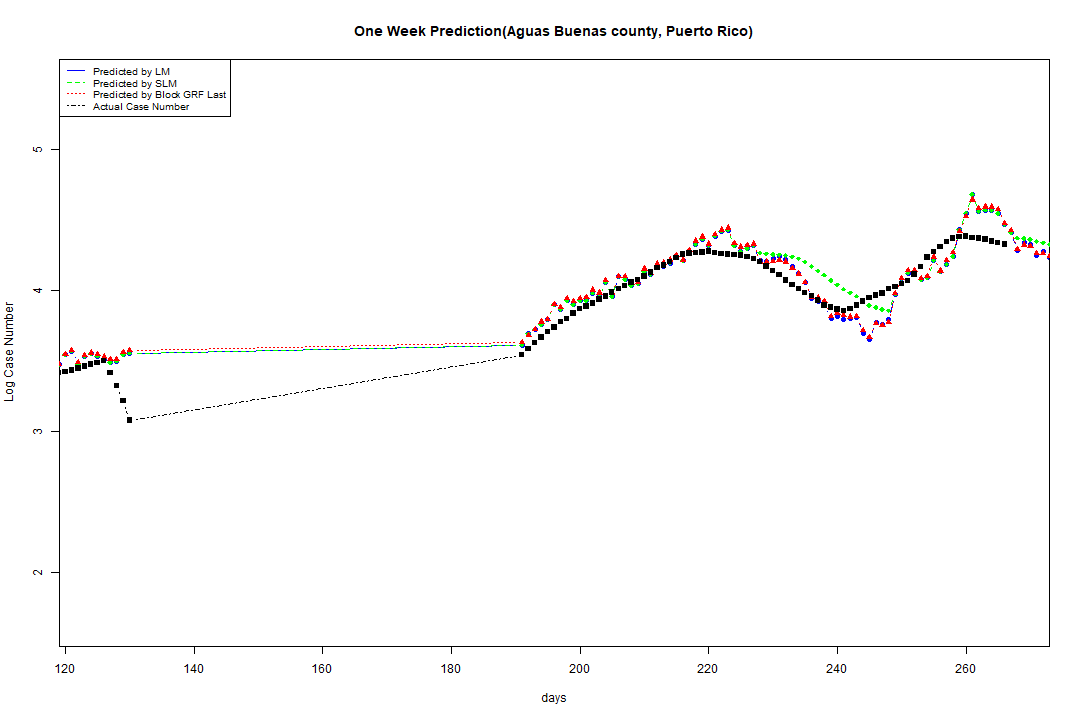 One Week Prediction(Aguas Buenas county, Puerto Rico)
Predicted by LM
Predicted by SLM
Predicted by Block GRF Last
Actual Case Number
5
4
3
2
Log Case Number
120 140 160 180 200 220 240 260
days